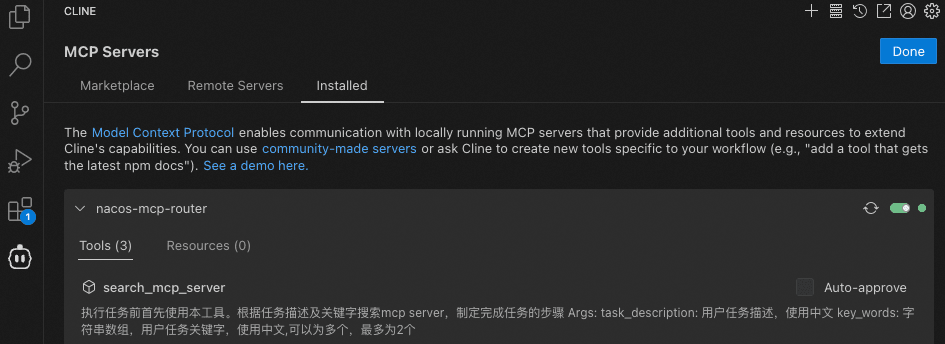 CLINE
MCP Servers
Done
Marketplace
Remote Servers
Installed
The Model Context Protocol enables communication with locally running MCP servers that provide additional tools and resources to extend
Cline's capabilities. You can use community-made servers or ask Cline to create new tools specific to your workflow (e.g., "add a tool that gets
the latest npm docs"). See a demo here.
1
nacos-mcp-router
Tools (3)
Resources (0)
search_mcp_server
Auto-approve
执行任务前首先使用本工具。根据任务描述及关键字搜索mcp server，制定完成任务的步骤 Args: task_description: 用户任务描述，使用中文 key_words: 字
符串数组，用户任务关键字，使用中文,可以为多个，最多为2个